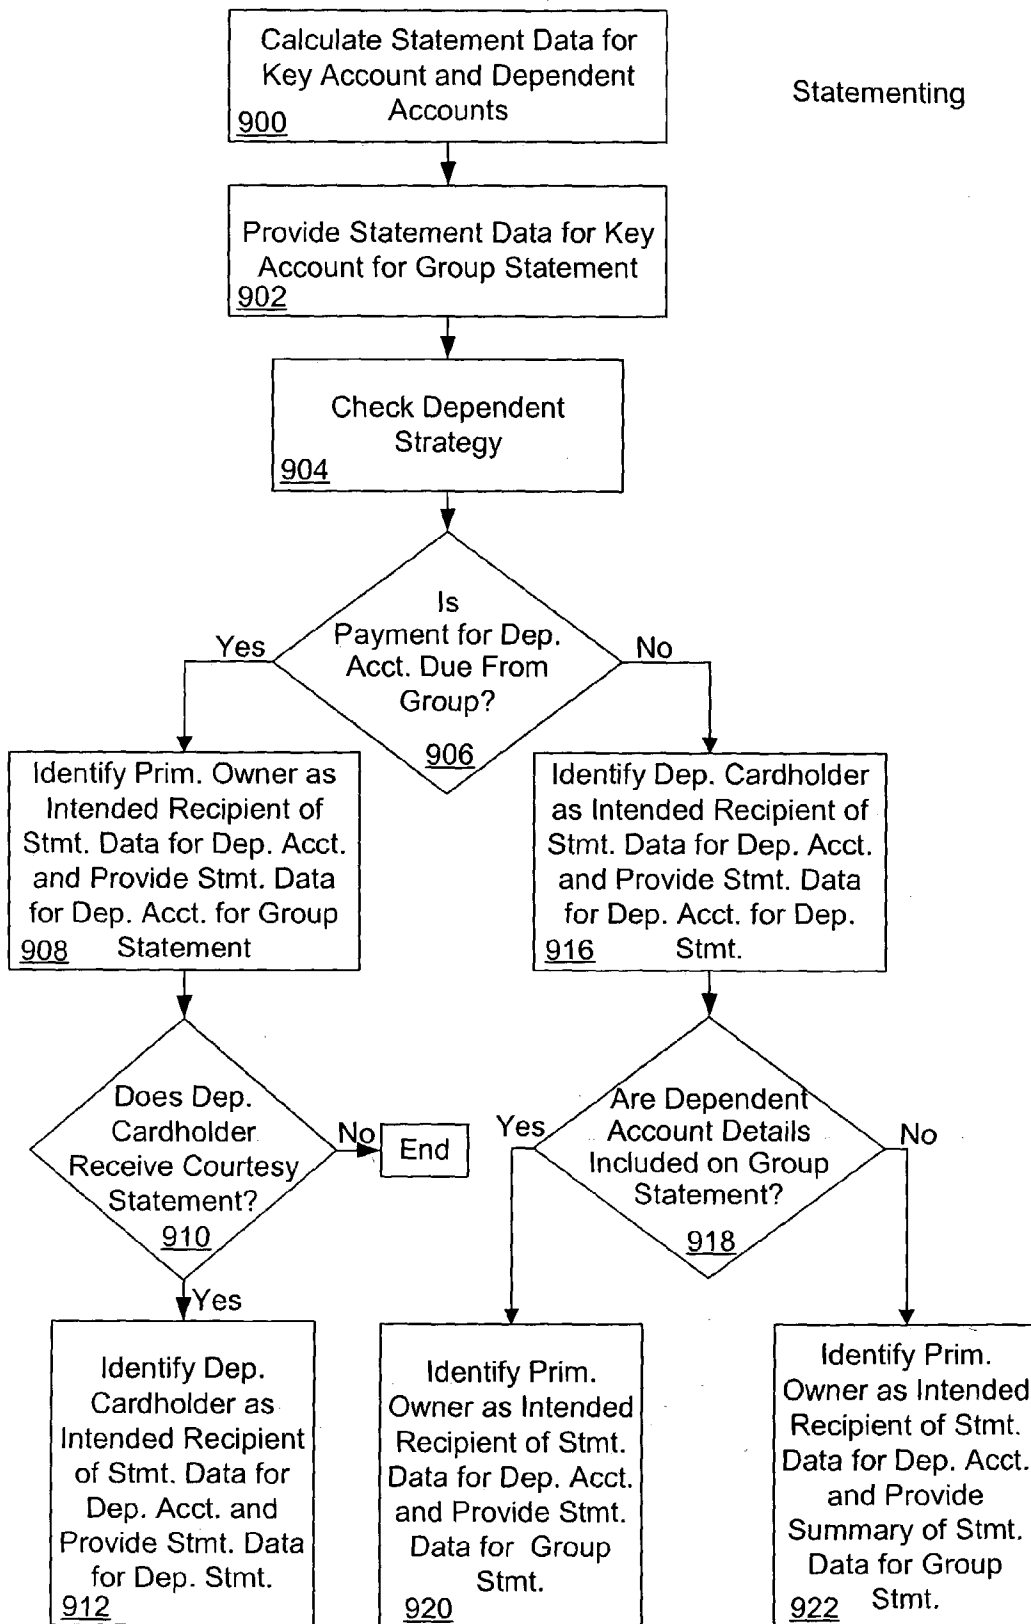 Calculate Statement Data for
Key Account and Dependent
Accounts
900
Statementing
Provide Statement Data for Key
Account for Group Statement
902
Check Dependent
Strategy
904
Is
Payment for Dep.
Acct. Due From
Group?
906
Yes
No
Identify Prim. Owner as
Intended Recipient of
Stmt. Data for Dep. Acct.
and Provide Stmt. Data
for Dep. Acct. for Group
Statement
908
Identify Dep. Cardholder
as Intended Recipient of
Stmt. Data for Dep. Acct.
and Provide Stmt. Data
for Dep. Acct. for Dep.
Stmt.
916
Does Dep.
Cardholder
Receive Courtesy
Statement?
910
No
End
Yes
Are Dependent
Account Details
Included on Group
Statement?
918
Yes
No
Identify Dep.
Cardholder as
Intended Recipient
of Stmt. Data for
Dep. Acct. and
Provide Stmt. Data
for Dep. Stmt.
912
Identify Prim.
Owner as Intended
Recipient of Stmt.
Data for Dep. Acct.
and Provide Stmt.
Data for Group
Stmt.
920
Identify Prim.
Owner as Intended
Recipient of Stmt.
Data for Dep. Acct.
and Provide
Summary of Stmt.
Data for Group
Stmt.
922